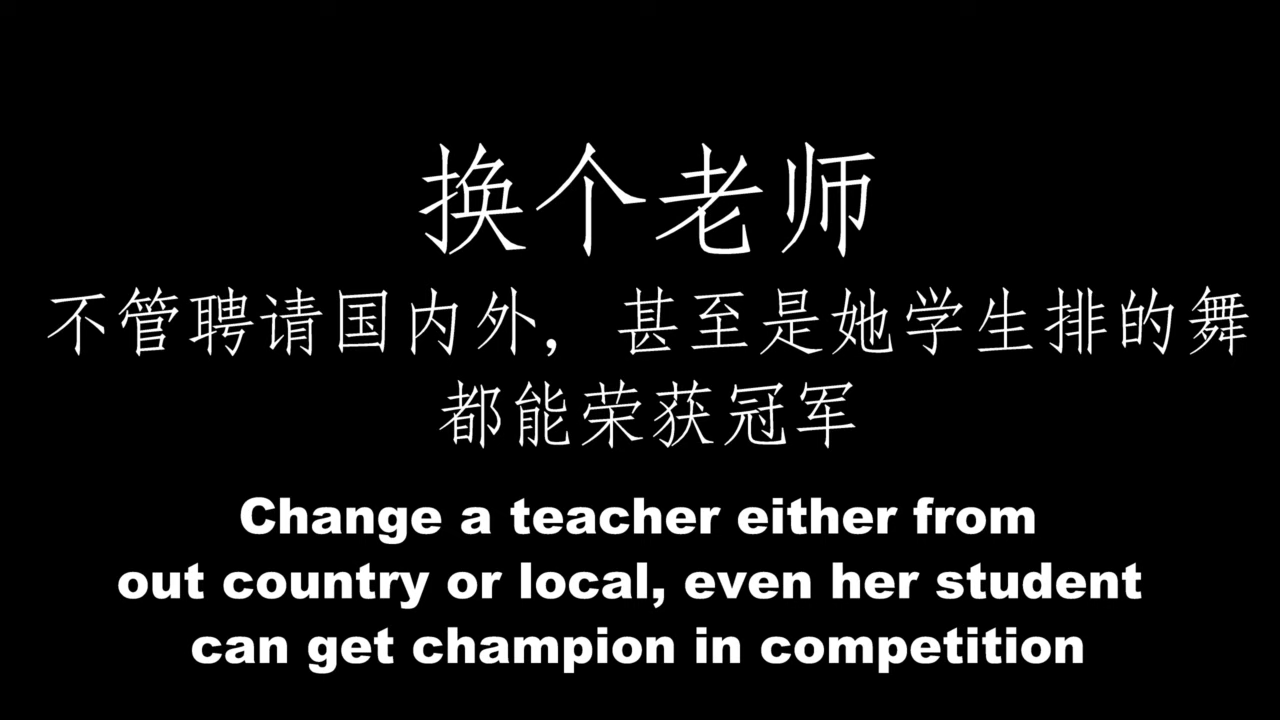 换个老师
不管聘请国内外，甚至是她学生排的舞
都能荣获冠军
Change a teacher either from
out country or local, even her student
can get champion in competition